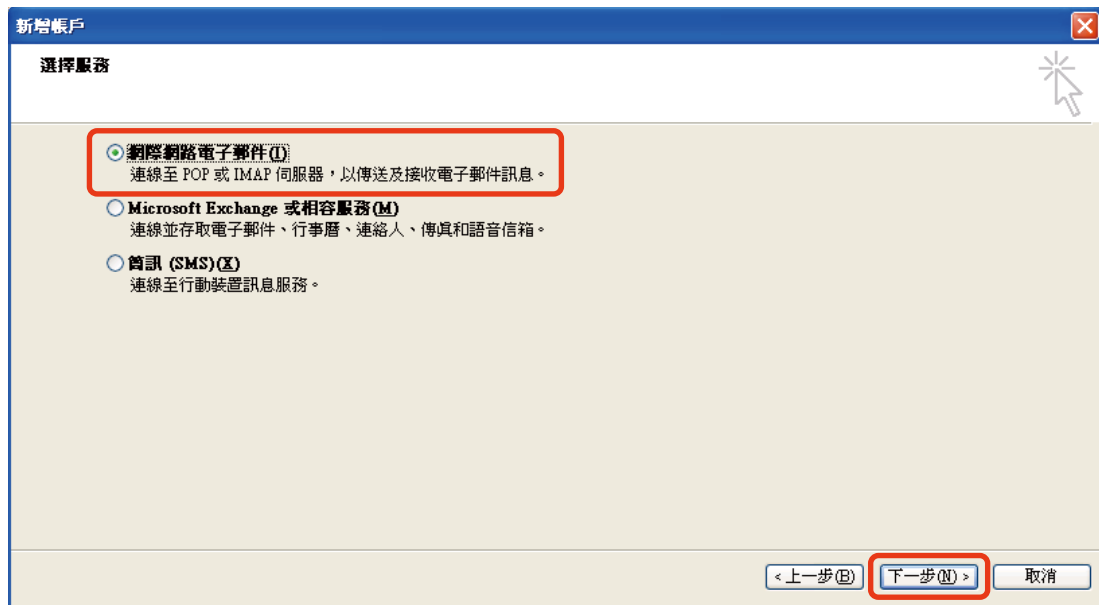 新增帳戶
選擇服務
網際網路電子郵件(I)
連線至 POP 或 IMAP 伺服器，以傳送及接收電子郵件訊息。
Microsoft Exchange 或相容服務(M)
連線並存取電子郵件、行事曆、連絡人、傳真和語音信箱。
簡訊 (SMS)(X)
連線至行動裝置訊息服務。
<上一步(B) 下一步(N)> 取消